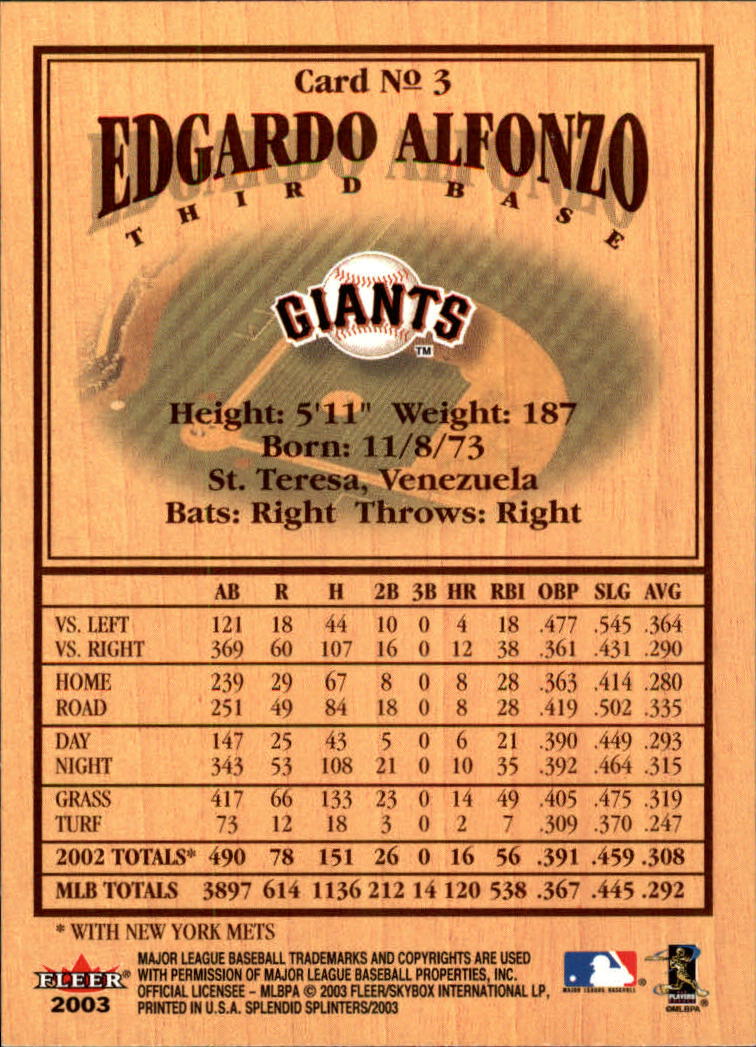 Card Nº 3
EDGARDO ALFONZO
THIRD BASE
GIANTS
TM
Height: 5'11" Weight: 187
Born: 11/8/73
St. Teresa, Venezuela
Bats: Right Throws: Right
AB R H 2B 3B HR RBI OBP SLG AVG
VS. LEFT 121 18 44 10 0 4 18 .477 .545 .364
VS. RIGHT 369 60 107 16 0 12 38 .361 .431 .290
HOME 239 29 67 8 0 8 28 .363 .414 .280
ROAD 251 49 84 18 0 8 28 .419 .502 .335
DAY 147 25 43 5 0 6 21 .390 .449 .293
NIGHT 343 53 108 21 0 10 35 .392 .464 .315
GRASS 417 66 133 23 0 14 49 .405 .475 .319
TURF 73 12 18 3 0 2 7 .309 .370 .247
2002 TOTALS* 490 78 151 26 0 16 56 .391 .459 .308
MLB TOTALS 3897 614 1136 212 14 120 538 .367 .445 .292
* WITH NEW YORK METS
FLEER®
2003
MAJOR LEAGUE BASEBALL TRADEMARKS AND COPYRIGHTS ARE USED
WITH PERMISSION OF MAJOR LEAGUE BASEBALL PROPERTIES, INC.
OFFICIAL LICENSEE – MLBPA © 2003 FLEER/SKYBOX INTERNATIONAL LP,
PRINTED IN U.S.A. SPLENDID SPLINTERS/2003
MAJOR LEAGUE BASEBALL ®
PLAYERS
®
©MLBPA